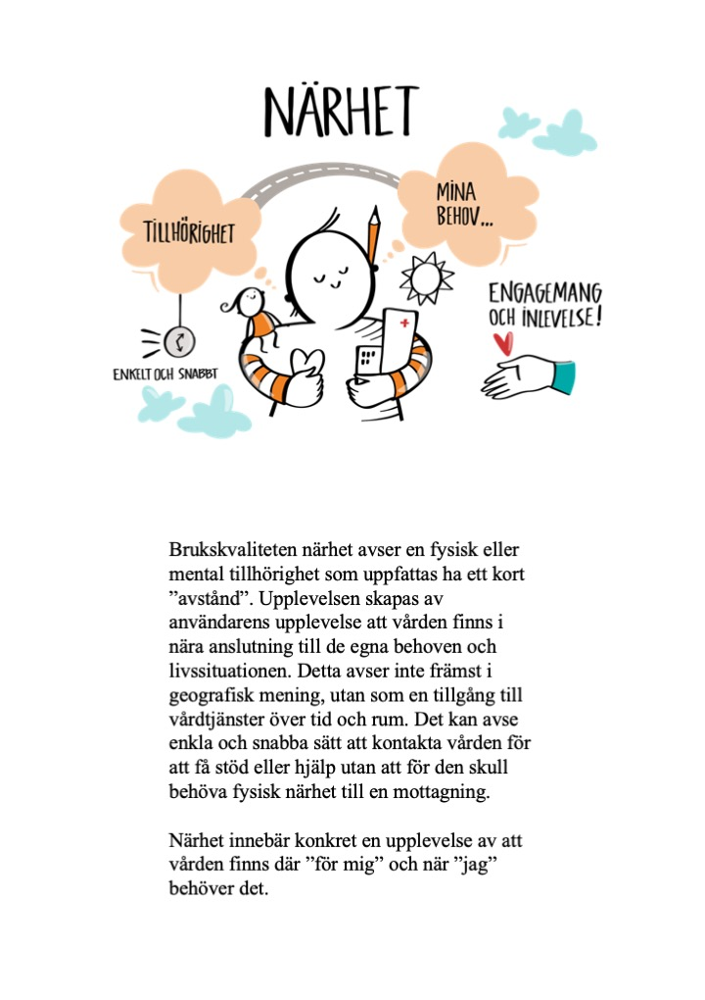 NÄRHET
TILLHÖRIGHET
MINA
BEHOV...
ENGAGEMANG
OCH INLEVELSE!
ENKELT OCH SNABBT
Brukskvaliteten närhet avser en fysisk eller
mental tillhörighet som uppfattas ha ett kort
”avstånd”. Upplevelsen skapas av
användarens upplevelse att vården finns i
nära anslutning till de egna behoven och
livssituationen. Detta avser inte främst i
geografisk mening, utan som en tillgång till
vårdtjänster över tid och rum. Det kan avse
enkla och snabba sätt att kontakta vården för
att få stöd eller hjälp utan att för den skull
behöva fysisk närhet till en mottagning.
Närhet innebär konkret en upplevelse av att
vården finns där ”för mig” och när ”jag”
behöver det.